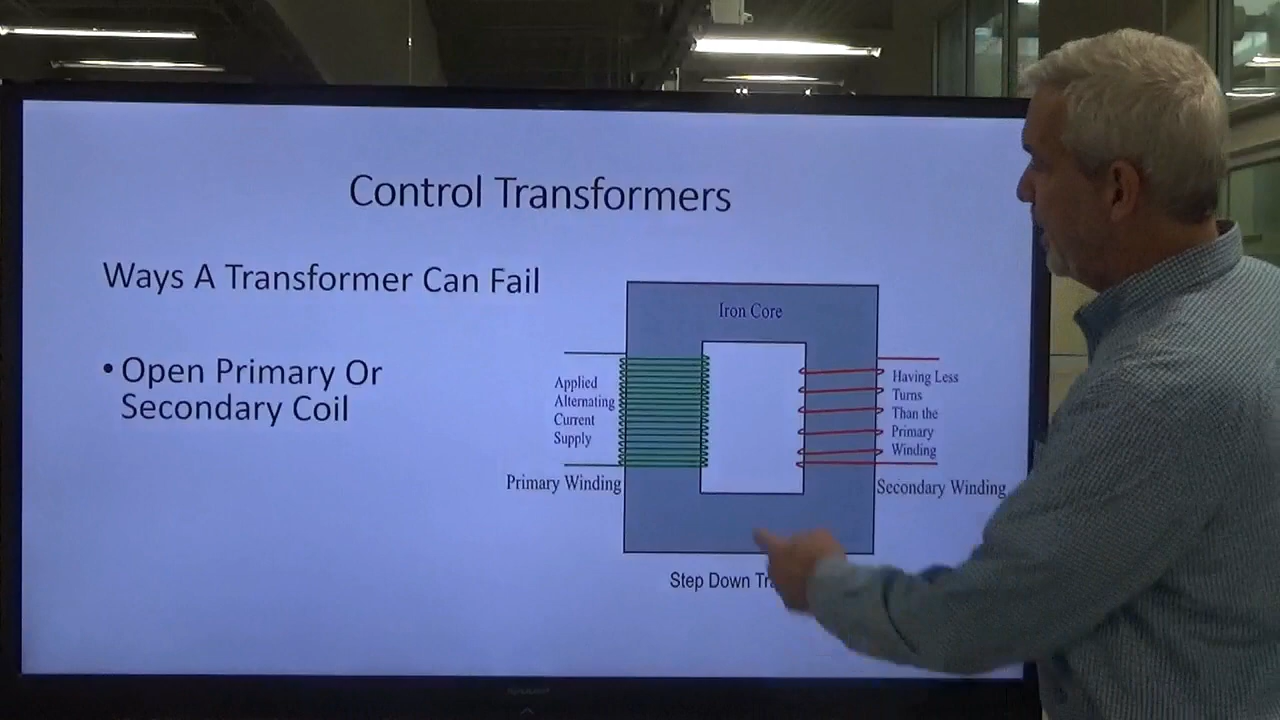 Control Transformers
Ways A Transformer Can Fail
• Open Primary Or
Secondary Coil
Iron Core
Applied
Alternating
Current
Supply
Primary Winding
Having Less
Turns
Than the
Primary
Winding
Secondary Winding
Step Down